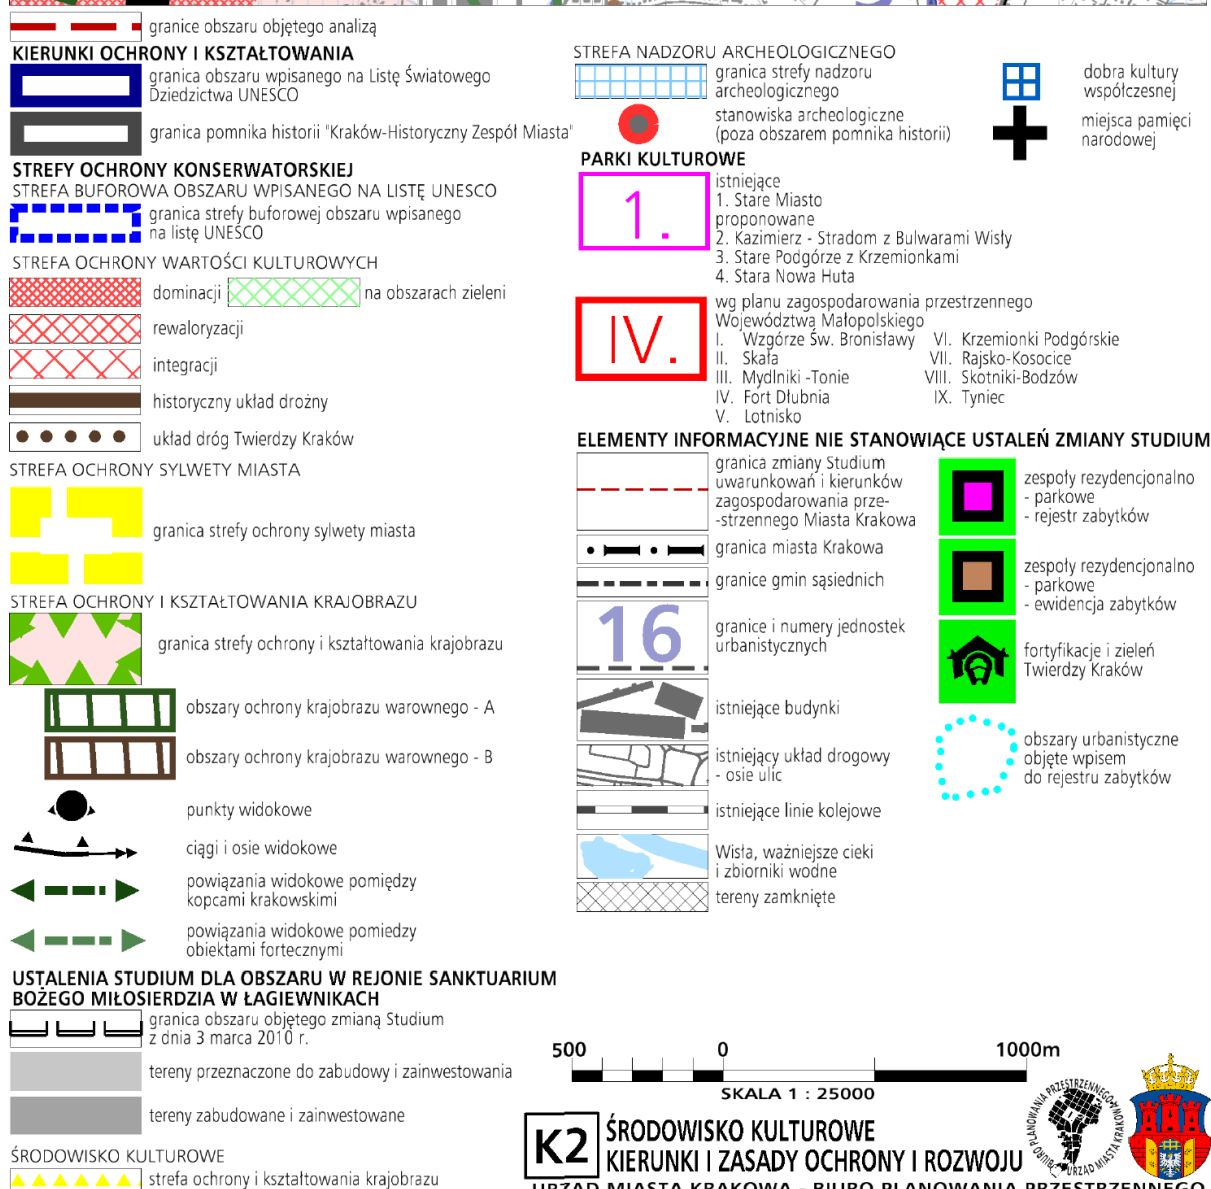 granice obszaru objętego analizą
KIERUNKI OCHRONY I KSZTAŁTOWANIA
granica obszaru wpisanego na Listę Światowego
Dziedzictwa UNESCO
granica pomnika historii "Kraków-Historyczny Zespół Miasta"
STREFY OCHRONY KONSERWATORSKIEJ
STREFA BUFOROWA OBSZARU WPISANEGO NA LISTĘ UNESCO
granica strefy buforowej obszaru wpisanego
na listę UNESCO
STREFA OCHRONY WARTOŚCI KULTUROWYCH
dominacji
na obszarach zieleni
rewaloryzacji
integracji
historyczny układ drożny
układ dróg Twierdzy Kraków
STREFA OCHRONY SYLWETY MIASTA
granica strefy ochrony sylwety miasta
STREFA OCHRONY I KSZTAŁTOWANIA KRAJOBRAZU
granica strefy ochrony i kształtowania krajobrazu
obszary ochrony krajobrazu warownego - A
obszary ochrony krajobrazu warownego - B
punkty widokowe
ciągi i osie widokowe
powiązania widokowe pomiędzy
kopcami krakowskimi
powiązania widokowe pomiedzy
obiektami fortecznymi
USTALENIA STUDIUM DLA OBSZARU W REJONIE SANKTUARIUM
BOŻEGO MIŁOSIERDZIA W ŁAGIEWNIKACH
granica obszaru objętego zmianą Studium
z dnia 3 marca 2010 r.
tereny przeznaczone do zabudowy i zainwestowania
tereny zabudowane i zainwestowane
ŚRODOWISKO KULTUROWE
strefa ochrony i kształtowania krajobrazu
STREFA NADZORU ARCHEOLOGICZNEGO
granica strefy nadzoru
archeologicznego
stanowiska archeologiczne
(poza obszarem pomnika historii)
dobra kultury
współczesnej
miejsca pamięci
narodowej
PARKI KULTUROWE
1.
istniejące
1. Stare Miasto
proponowane
2. Kazimierz - Stradom z Bulwarami Wisły
3. Stare Podgórze z Krzemionkami
4. Stara Nowa Huta
IV.
wg planu zagospodarowania przestrzennego
Województwa Małopolskiego
I. Wzgórze Św. Bronisławy
II. Skała
III. Mydlniki -Tonie
IV. Fort Dłubnia
V. Lotnisko
VI. Krzemionki Podgórskie
VII. Rajsko-Kosocice
VIII. Skotniki-Bodzów
IX. Tyniec
ELEMENTY INFORMACYJNE NIE STANOWIĄCE USTALEŃ ZMIANY STUDIUM
granica zmiany Studium
uwarunkowań i kierunków
zagospodarowania prze-
-strzennego Miasta Krakowa
granica miasta Krakowa
granice gmin sąsiednich
16
granice i numery jednostek
urbanistycznych
istniejące budynki
istniejący układ drogowy
- osie ulic
istniejące linie kolejowe
Wisła, ważniejsze cieki
i zbiorniki wodne
tereny zamknięte
zespoły rezydencjonalno
- parkowe
- rejestr zabytków
zespoły rezydencjonalno
- parkowe
- ewidencja zabytków
fortyfikacje i zieleń
Twierdzy Kraków
obszary urbanistyczne
objęte wpisem
do rejestru zabytków
500 0 1000m
SKALA 1 : 25000
K2
ŚRODOWISKO KULTUROWE
KIERUNKI I ZASADY OCHRONY I ROZWOJU
BIURO PLANOWANIA PRZESTRZENNEGO
URZĄD MIASTA KRAKOWA
URZĄD MIASTA KRAKOWA - BIURO PLANOWANIA PRZESTRZENNEGO